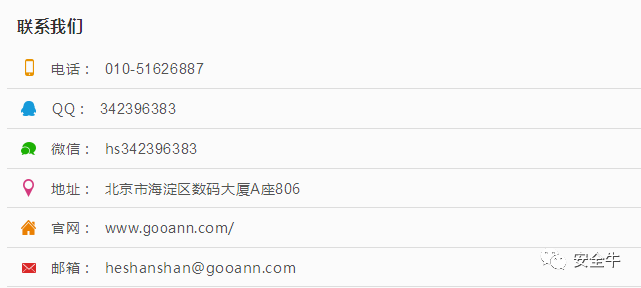 联系我们
电话： 010-51626887
QQ： 342396383
微信： hs342396383
地址： 北京市海淀区数码大厦A座806
官网： www.gooann.com/
安全牛
邮箱： heshanshan@gooann.com